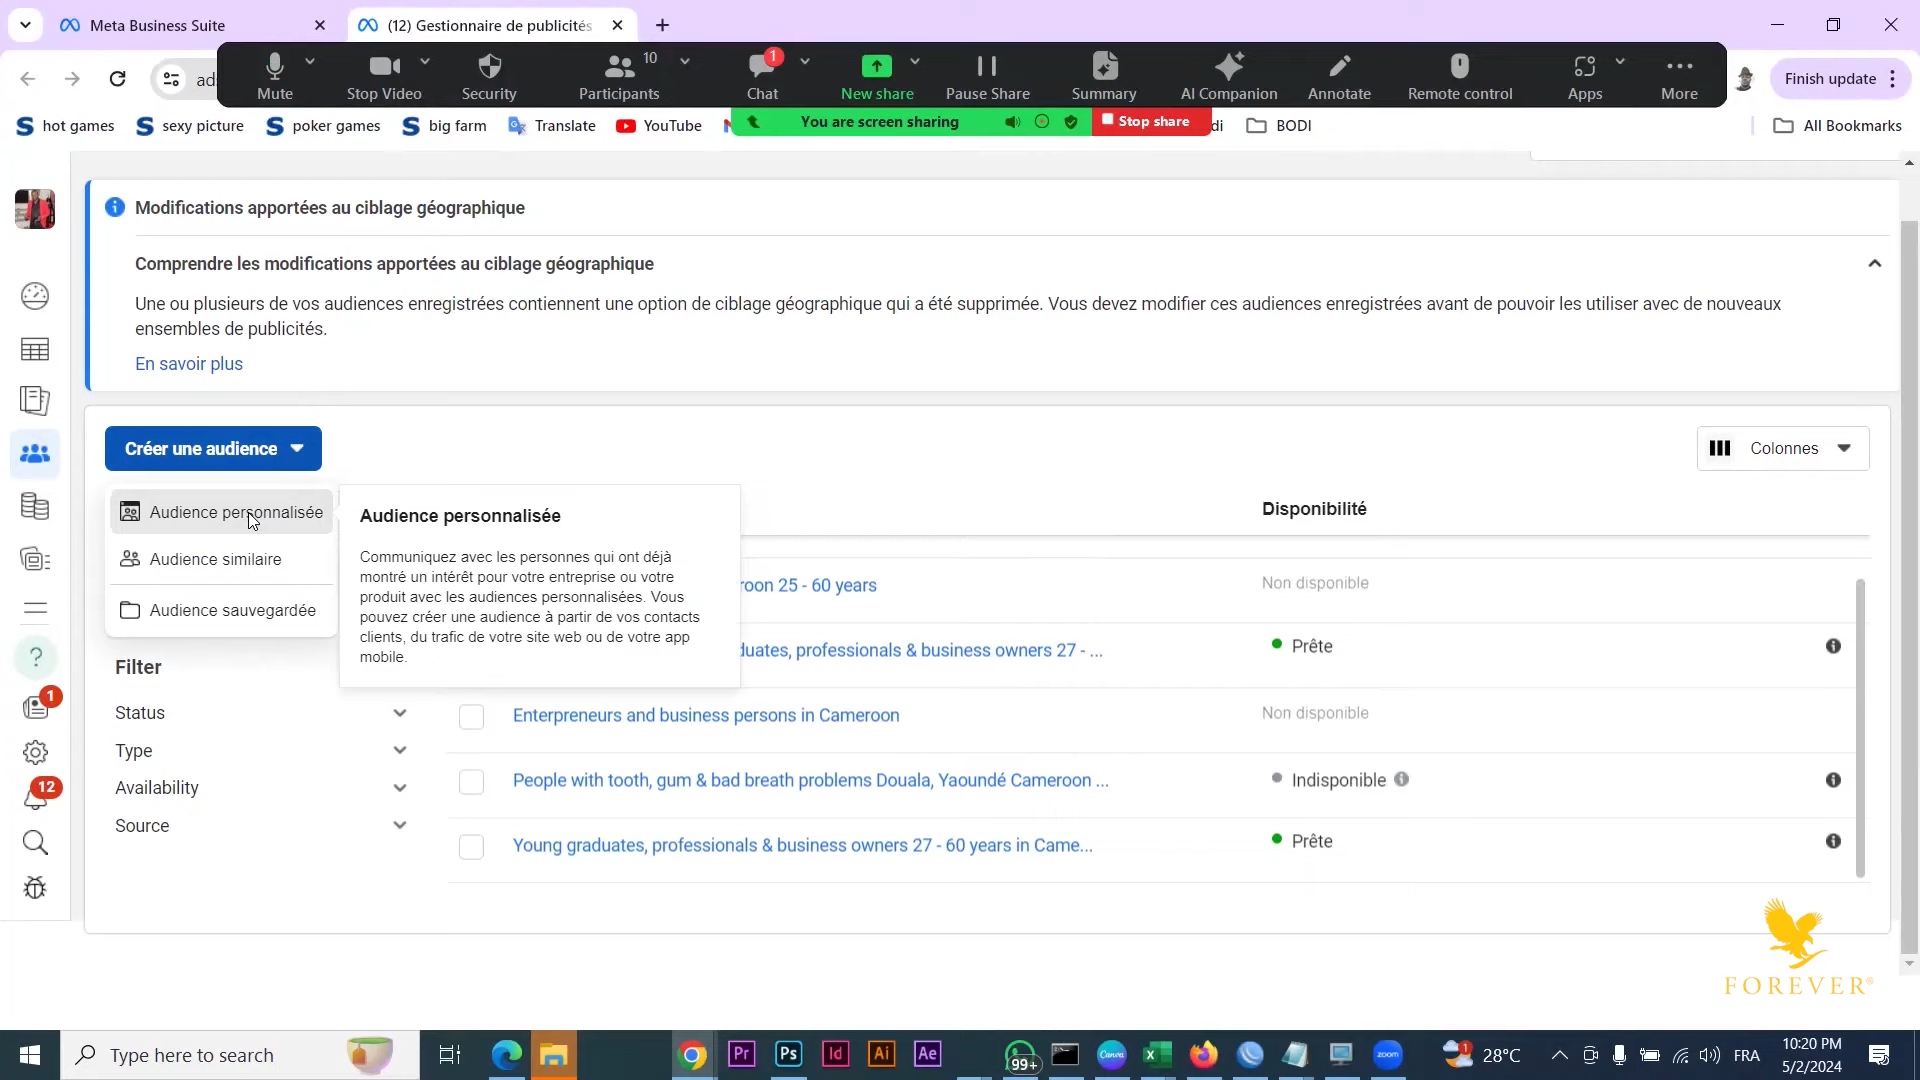 Meta Business Suite
(12) Gestionnaire de publicités
Mute
Stop Video
Security
10
Participants
1
Chat
New share
Pause Share
Summary
AI Companion
Annotate
Remote control
Apps
More
Finish update
hot games
sexy picture
poker games
big farm
Translate
YouTube
You are screen sharing
Stop share
BODI
All Bookmarks
Modifications apportées au ciblage géographique
Comprendre les modifications apportées au ciblage géographique
Une ou plusieurs de vos audiences enregistrées contiennent une option de ciblage géographique qui a été supprimée. Vous devez modifier ces audiences enregistrées avant de pouvoir les utiliser avec de nouveaux
ensembles de publicités.
En savoir plus
Créer une audience
Colonnes
Audience personnalisée
Audience similaire
Audience sauvegardée
Audience personnalisée
Communiquez avec les personnes qui ont déjà
montré un intérêt pour votre entreprise ou votre
produit avec les audiences personnalisées. Vous
pouvez créer une audience à partir de vos contacts
clients, du trafic de votre site web ou de votre app
mobile.
Disponibilité
roon 25 - 60 years
Non disponible
duates, professionals & business owners 27 - ...
Prête
Enterpreneurs and business persons in Cameroon
Non disponible
People with tooth, gum & bad breath problems Douala, Yaoundé Cameroon ...
Indisponible
Young graduates, professionals & business owners 27 - 60 years in Came...
Prête
Filter
Status
Type
Availability
Source
1
12
FOREVER®
Type here to search
Pr
Ps
Id
Ai
Ae
99+
Canva
zoom
1
28°C
FRA
10:20 PM
5/2/2024